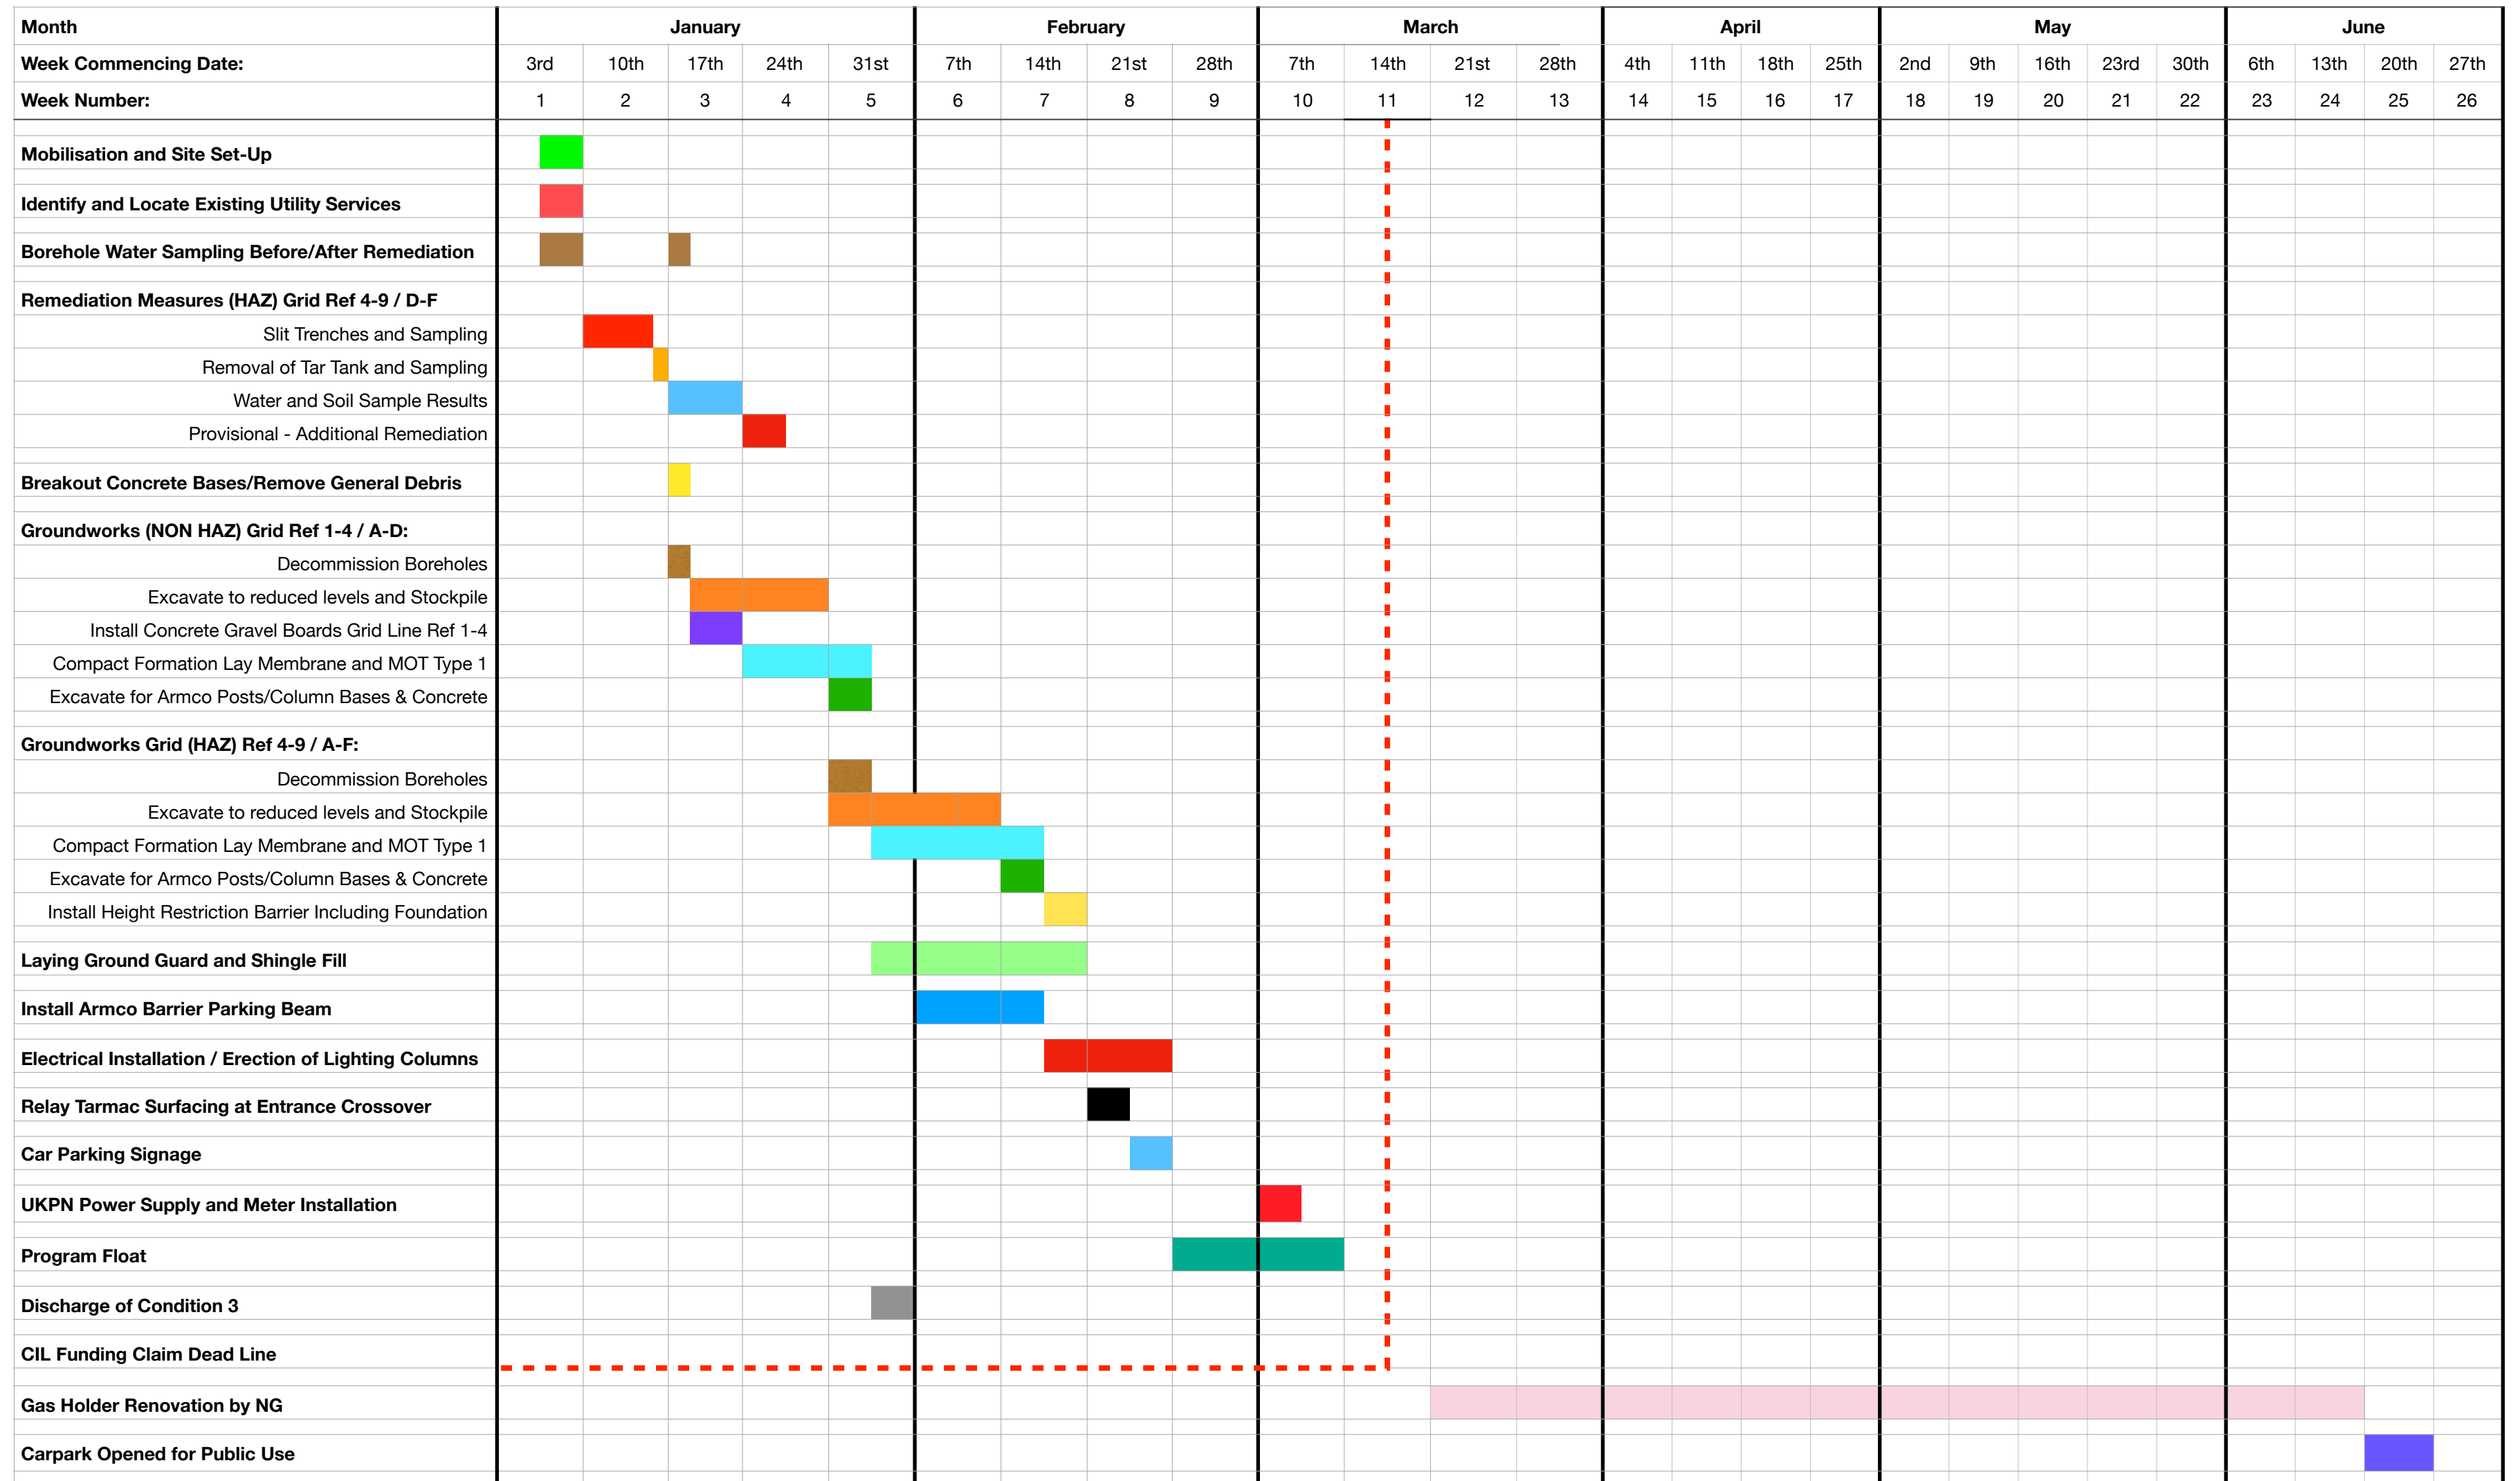 Month January February March April May June
Week Commencing Date: 3rd 10th 17th 24th 31st 7th 14th 21st 28th 7th 14th 21st 28th 4th 11th 18th 25th 2nd 9th 16th 23rd 30th 6th 13th 20th 27th
Week Number: 1 2 3 4 5 6 7 8 9 10 11 12 13 14 15 16 17 18 19 20 21 22 23 24 25 26
Mobilisation and Site Set-Up
Identify and Locate Existing Utility Services
Borehole Water Sampling Before/After Remediation
Remediation Measures (HAZ) Grid Ref 4-9 / D-F
Slit Trenches and Sampling
Removal of Tar Tank and Sampling
Water and Soil Sample Results
Provisional - Additional Remediation
Breakout Concrete Bases/Remove General Debris
Groundworks (NON HAZ) Grid Ref 1-4 / A-D:
Decommission Boreholes
Excavate to reduced levels and Stockpile
Install Concrete Gravel Boards Grid Line Ref 1-4
Compact Formation Lay Membrane and MOT Type 1
Excavate for Armco Posts/Column Bases & Concrete
Groundworks Grid (HAZ) Ref 4-9 / A-F:
Decommission Boreholes
Excavate to reduced levels and Stockpile
Compact Formation Lay Membrane and MOT Type 1
Excavate for Armco Posts/Column Bases & Concrete
Install Height Restriction Barrier Including Foundation
Laying Ground Guard and Shingle Fill
Install Armco Barrier Parking Beam
Electrical Installation / Erection of Lighting Columns
Relay Tarmac Surfacing at Entrance Crossover
Car Parking Signage
UKPN Power Supply and Meter Installation
Program Float
Discharge of Condition 3
CIL Funding Claim Dead Line
Gas Holder Renovation by NG
Carpark Opened for Public Use